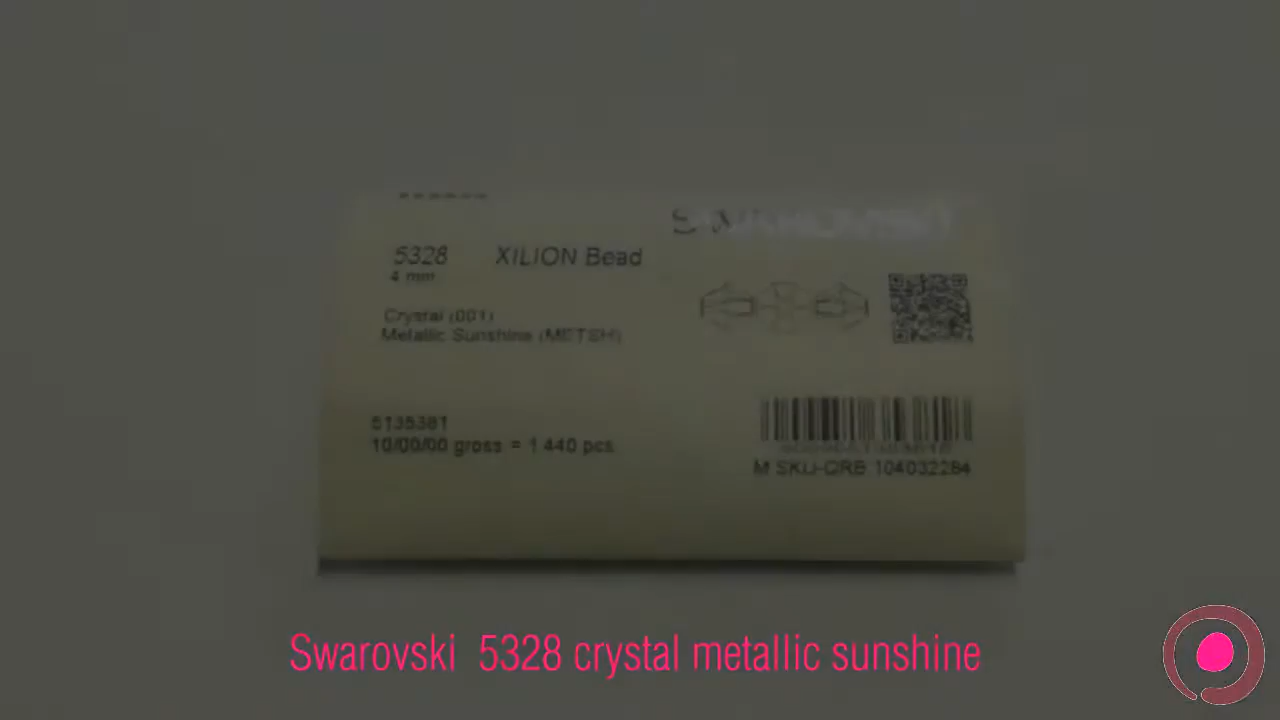 5328 XILION Bead
4 mm
Crystal (001)
Metallic Sunshine (METSH)
5135381
10/00/00 gross = 1 440 pcs
M SKU-QRB 104032284
Swarovski 5328 crystal metallic sunshine